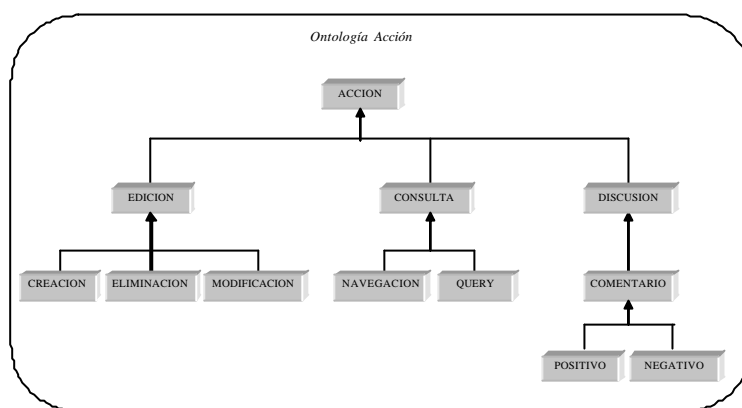 Ontología Acción
ACCION
EDICION
CONSULTA
DISCUSION
CREACION
ELIMINACION
MODIFICACION
NAVEGACION
QUERY
COMENTARIO
POSITIVO
NEGATIVO